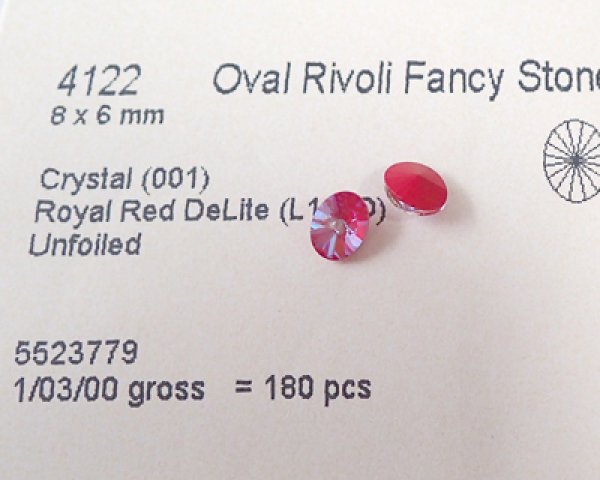 4122 Oval Rivoli Fancy Stone
8 x 6 mm
Crystal (001)
Royal Red DeLite
Unfoiled
5523779
1/03/00 gross = 180 pcs